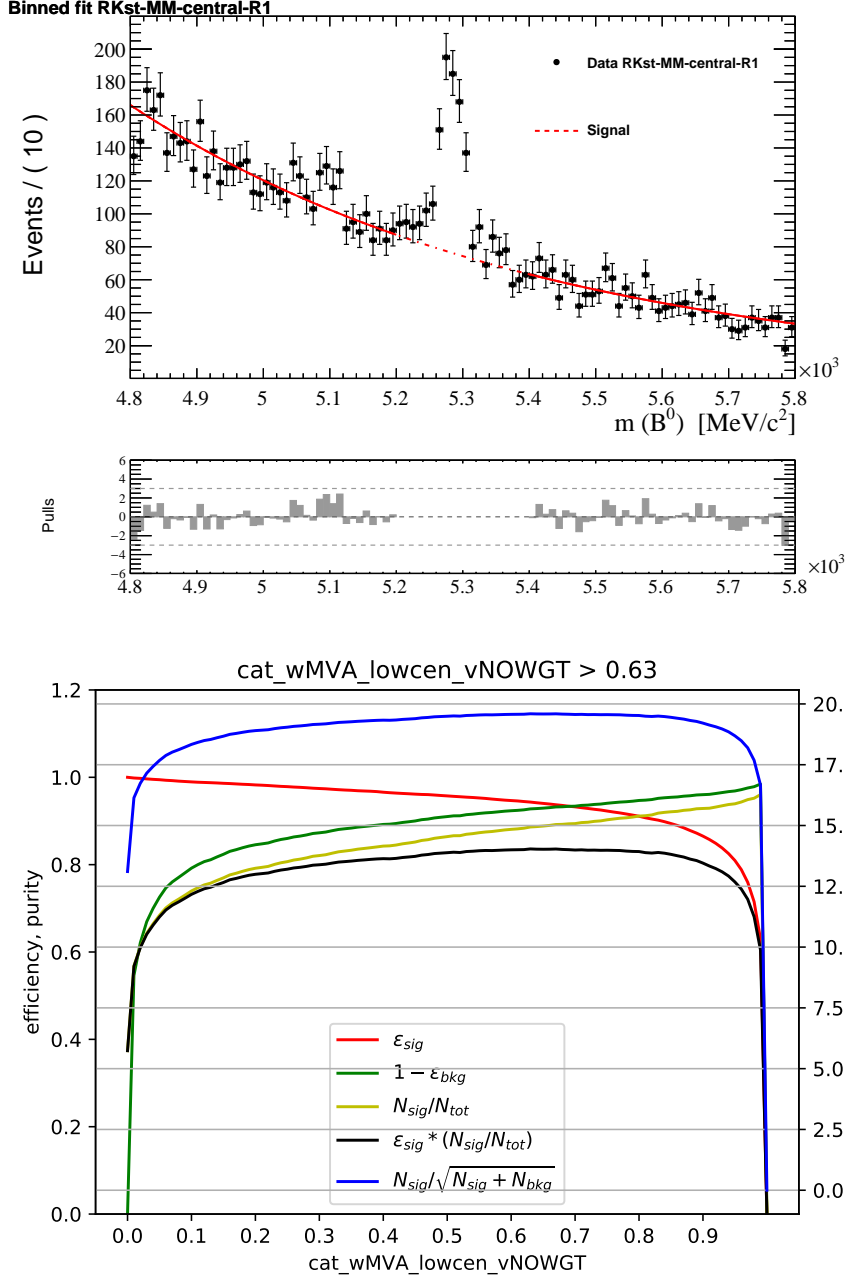 Binned fit RKst-MM-central-R1
Events / ( 10 )
200
180
160
140
120
100
80
60
40
20
Data RKst-MM-central-R1
Signal
4.8 4.9 5 5.1 5.2 5.3 5.4 5.5 5.6 5.7 5.8
×10³
m (B⁰) [MeV/c²]
Pulls
6
4
2
0
−2
−4
−6
4.8 4.9 5 5.1 5.2 5.3 5.4 5.5 5.6 5.7 5.8
×10³
cat_wMVA_lowcen_vNOWGT > 0.63
efficiency, purity
1.2
1.0
0.8
0.6
0.4
0.2
0.0
20.
17.
15.
12.
10.
7.5
5.0
2.5
0.0
ε_sig
1 − ε_bkg
N_sig/N_tot
ε_sig * (N_sig/N_tot)
N_sig/√(N_sig + N_bkg)
0.0 0.1 0.2 0.3 0.4 0.5 0.6 0.7 0.8 0.9
cat_wMVA_lowcen_vNOWGT